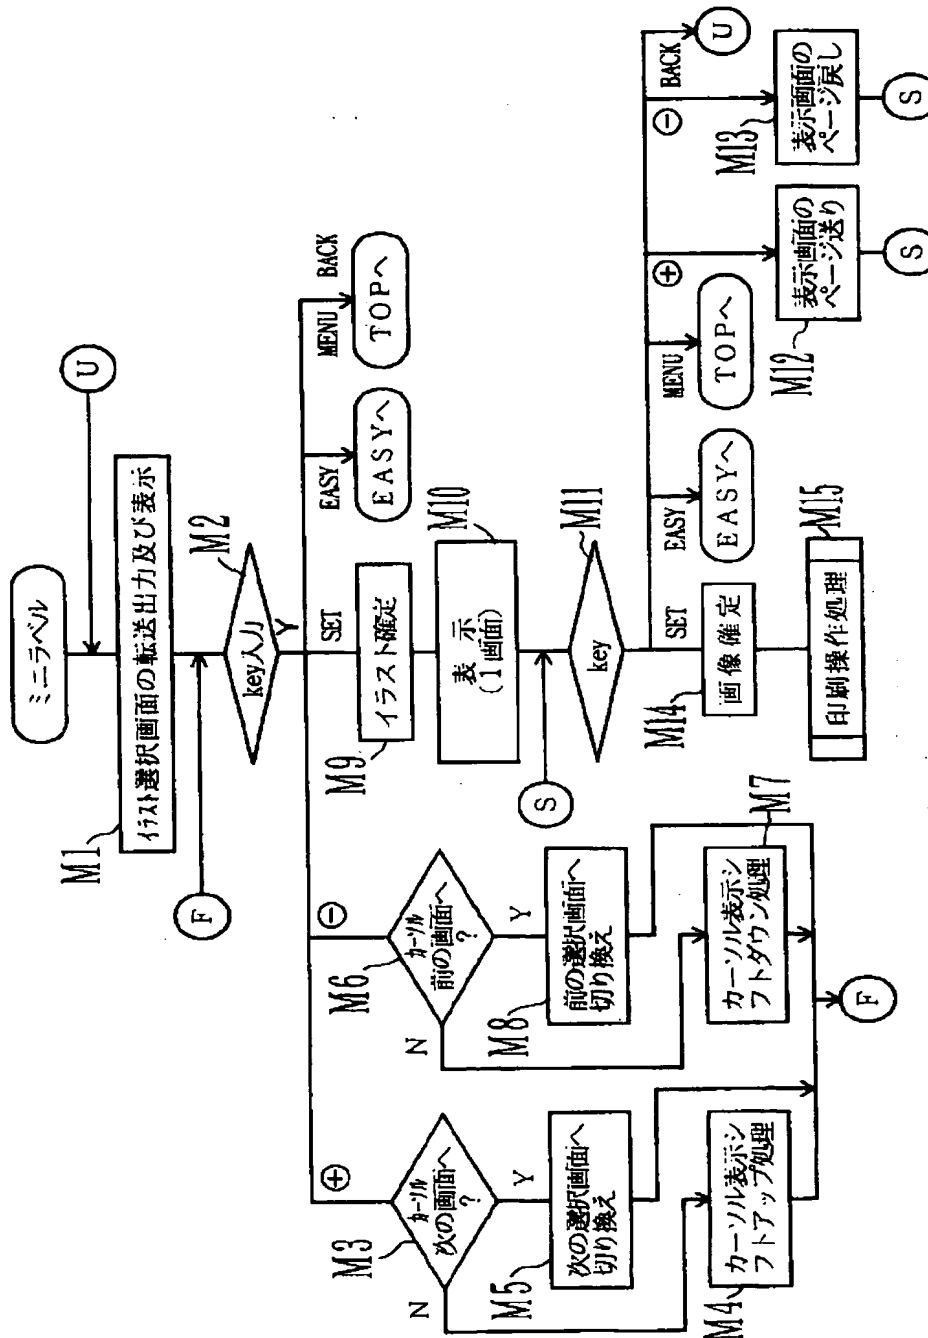 ミニラベル
U
M1
イラスト選択画面の転送出力及び表示
F
M2
key入力
Y
⊕
⊖
SET
EASY
MENU
BACK
M3
カーソル
次の画面へ
?
N
Y
M5
次の選択画面へ
切り換え
M4
カーソル表示シ
フトアップ処理
M6
カーソル
前の画面へ
?
N
Y
M8
前の選択画面へ
切り換え
M7
カーソル表示シ
フトダウン処理
F
M9
イラスト確定
EASYへ
TOPへ
M10
表示
(1画面)
S
M11
key
SET
EASY
MENU
⊕
⊖
BACK
M14
画像確定
EASYへ
TOPへ
M12
表示画面の
ページ送り
S
M13
表示画面の
ページ戻し
S
U
M15
印刷操作処理